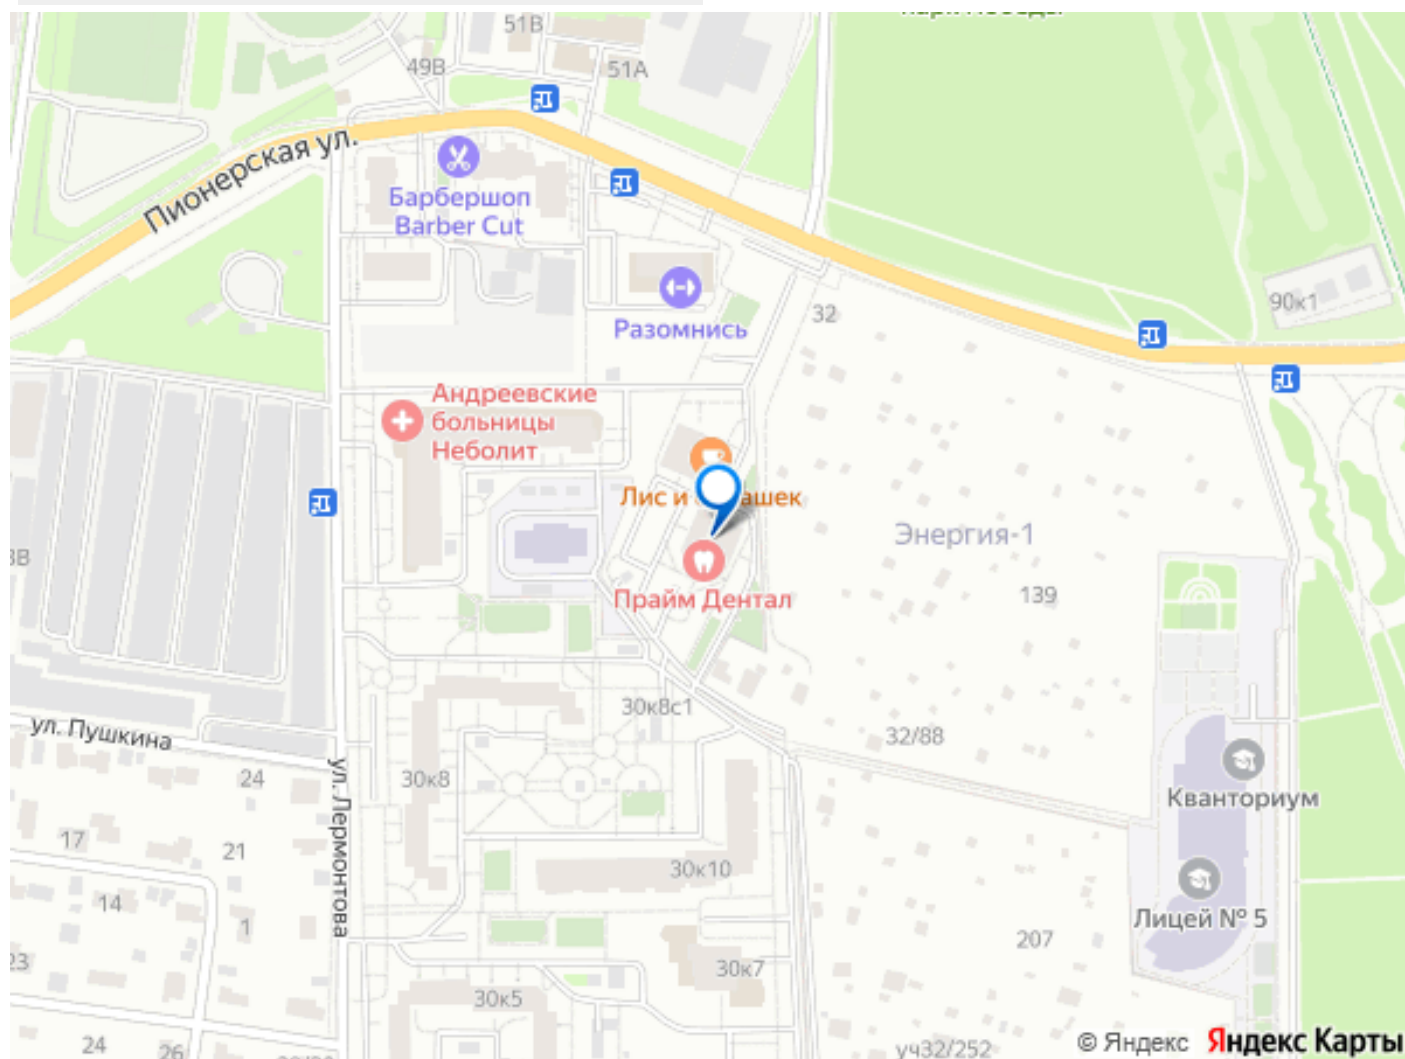 51В
49В
51А
Пионерская ул.
Барбершоп
Barber Cut
Разомнись
32
90к1
Андреевские
больницы
Неболит
Лис и
ашек
Энергия-1
139
Прайм Дентал
30к8с1
32/88
ул. Пушкина
24
30к8
ул. Лермонтова
Кванториум
17
21
30к10
14
1
Лицей № 5
23
207
30к7
30к5
24
26
уч32/252
© Яндекс Яндекс Карты